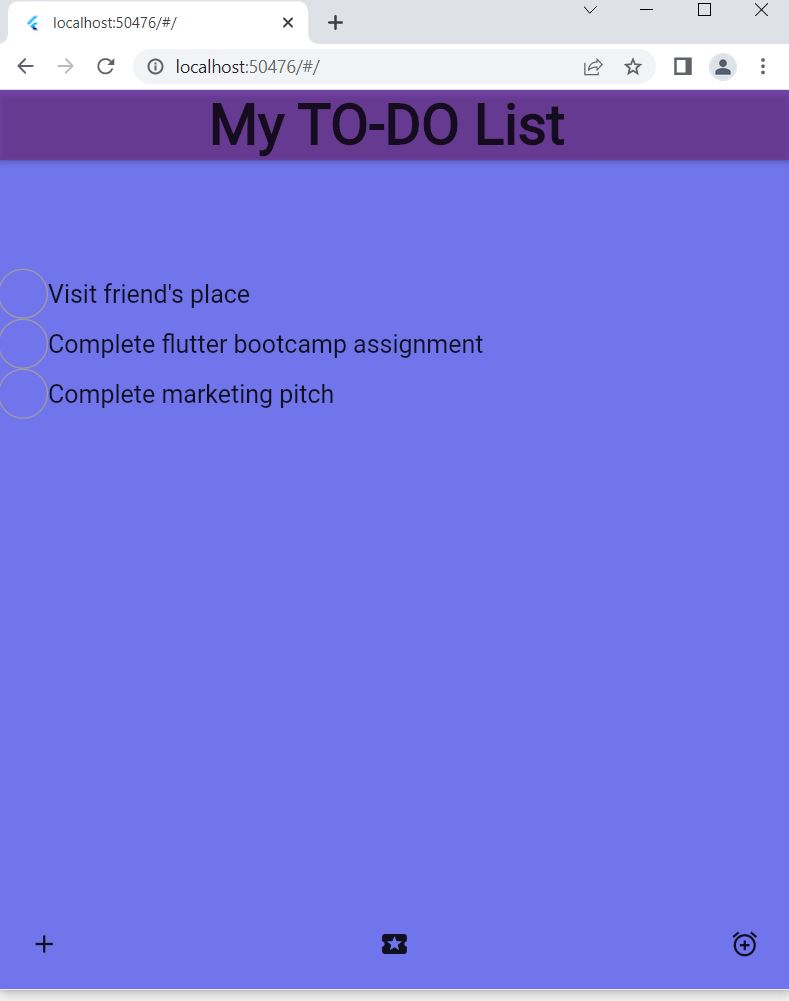 localhost:50476/#/
localhost:50476/#/
My TO-DO List
Visit friend's place
Complete flutter bootcamp assignment
Complete marketing pitch